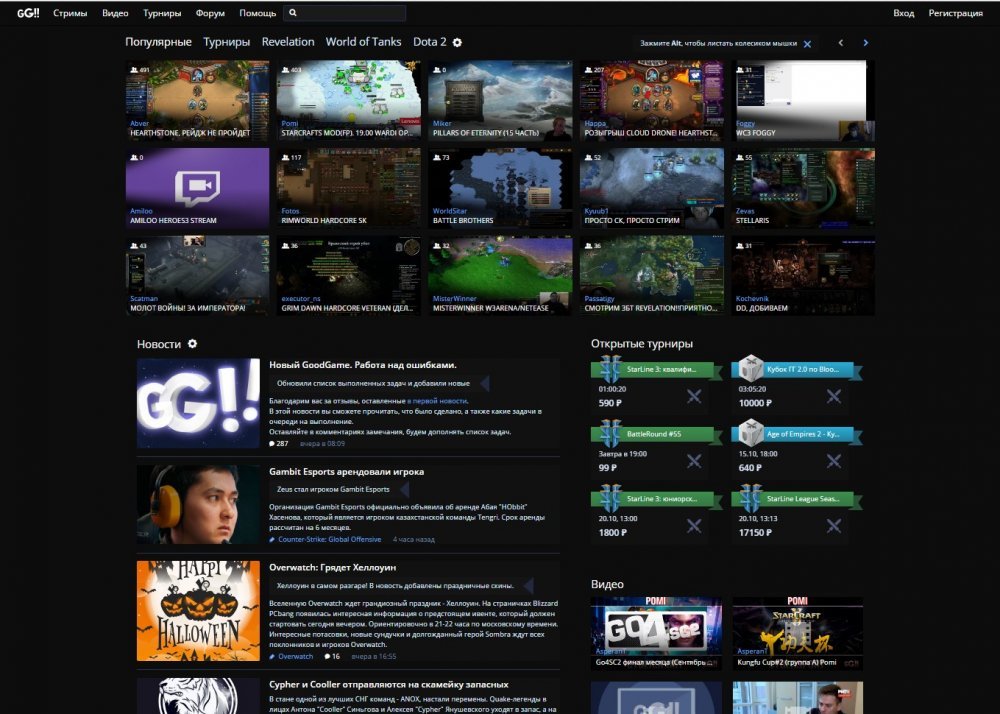 GG!! Стримы Видео Турниры Форум Помощь Вход Регистрация
Популярные Турниры Revelation World of Tanks Dota 2
Зажмите Alt, чтобы листать колесиком мышки
491
403
0
207
31
Abver
HEARTHSTONE, РЕЙДЖ НЕ ПРОЙДЕТ
Lenovo
Pomi
STARCRAFTS MOD(FP). 19.00 WARDI OP...
Miker
PILLARS OF ETERNITY (15 ЧАСТЬ)
Happa
РОЗЫГРЫШ CLOUD DRONE! HEARTHST...
Foggy
WC3 FOGGY
0
117
73
52
55
Amiloo
AMILOO HEROES3 STREAM
Fotos
RIMWORLD HARDCORE SK
WorldSitar
BATTLE BROTHERS
Kyuub1
ПРОСТО СК, ПРОСТО СТРИМ
Zevas
STELLARIS
43
36
32
36
31
Scatman
МОЛОТ ВОЙНЫ! ЗА ИМПЕРАТОРА!
executor_ns
GRIM DAWN HARDCORE VETERAN (ДЕЛ...
MisterWinner
MISTERWINNER W3ARENA/NETEASE
Passatigy
СМОТРИМ ЗБТ REVELATION!ПРИЯТНО...
Kochevnik
DD, ДОБИВАЕМ
Новости
GG!!
Новый GoodGame. Работа над ошибками.
Обновили список выполненных задач и добавили новые
Благодарим вас за отзывы, оставленные в первой новости.
В этой новости вы сможете прочитать, что было сделано, а также какие задачи в
очереди на выполнение.
Оставляйте в комментариях замечания, будем дополнять список задач.
287 вчера в 08:09
Gambit Esports арендовали игрока
Zeus стал игроком Gambit Esports
Организация Gambit Esports официально объявила об аренде Абая "HObbit"
Хасенова, который является игроком казахстанской команды Tengri. Срок аренды
рассчитан на 6 месяцев.
Counter-Strike: Global Offensive 4 часа назад
HAPPY
HALLOWEEN
Overwatch: Грядет Хеллоуин
Хеллоуин в самом разгаре! В новость добавлены праздничные скины.
Вселенную Overwatch ждет грандиозный праздник - Хеллоуин. На страничках Blizzard
PCbang появилась интересная информация о предстоящем ивенте, который должен
стартовать сегодня вечером. Ориентировочно в 21-22 часа по московскому времени.
Интересные потасовки, новые сундучки и долгожданный герой Sombra ждут всех
поклонников и игроков Overwatch.
Overwatch 16 вчера в 16:55
Cypher и Cooller отправляются на скамейку запасных
В стане одной из лучших СНГ команд - ANOX, настали перемены. Quake-легенды в
лицах Антона "Cooller" Синьгова и Алексея "Cypher" Янушевского уходят в запас, а на
Открытые турниры
StarLine 3: квалифи...
01:00:20
590 ₽
Кубок ПГ 2.0 по Bloo...
03:05:20
10000 ₽
BattleRound #55
Завтра в 19:00
99 ₽
Age of Empires 2 - Ку...
15.10, 18:00
640 ₽
StarLine 3: юниорск...
20.10, 13:00
1800 ₽
StarLine League Seas...
20.10, 13:13
17150 ₽
Видео
POMI
GO4SC2
Asperan1
Go4SC2 финал месяца (Сентябрь...
POMI
STARCRAFT
Asperan1
Kungfu Cup#2 (группа A) Pomi